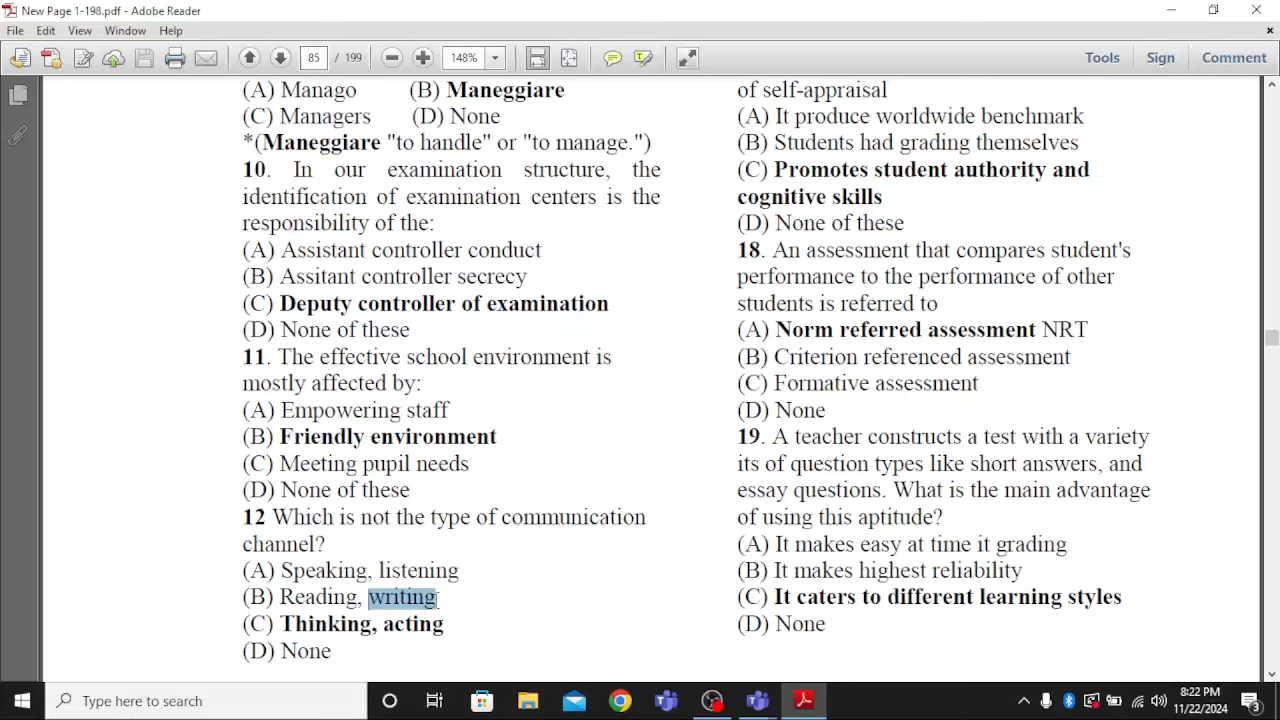 New Page 1-198.pdf - Adobe Reader
File Edit View Window Help
85 / 199 148% Tools Sign Comment
(A) Manago (B) Maneggiare
(C) Managers (D) None
*(Maneggiare "to handle" or "to manage.")
10. In our examination structure, the
identification of examination centers is the
responsibility of the:
(A) Assistant controller conduct
(B) Assitant controller secrecy
(C) Deputy controller of examination
(D) None of these
11. The effective school environment is
mostly affected by:
(A) Empowering staff
(B) Friendly environment
(C) Meeting pupil needs
(D) None of these
12 Which is not the type of communication
channel?
(A) Speaking, listening
(B) Reading, writing
(C) Thinking, acting
(D) None
of self-appraisal
(A) It produce worldwide benchmark
(B) Students had grading themselves
(C) Promotes student authority and
cognitive skills
(D) None of these
18. An assessment that compares student's
performance to the performance of other
students is referred to
(A) Norm referred assessment NRT
(B) Criterion referenced assessment
(C) Formative assessment
(D) None
19. A teacher constructs a test with a variety
its of question types like short answers, and
essay questions. What is the main advantage
of using this aptitude?
(A) It makes easy at time it grading
(B) It makes highest reliability
(C) It caters to different learning styles
(D) None
Type here to search
8:22 PM
11/22/2024
3